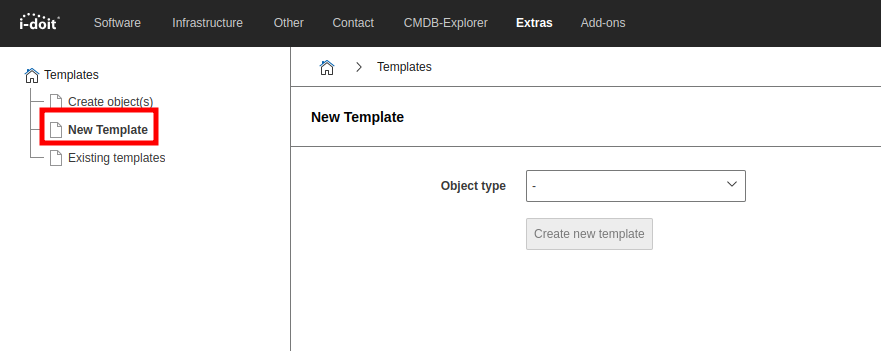 i-doit Software Infrastructure Other Contact CMDB-Explorer Extras Add-ons
Templates
Create object(s)
New Template
Existing templates
Templates
New Template
Object type -
Create new template